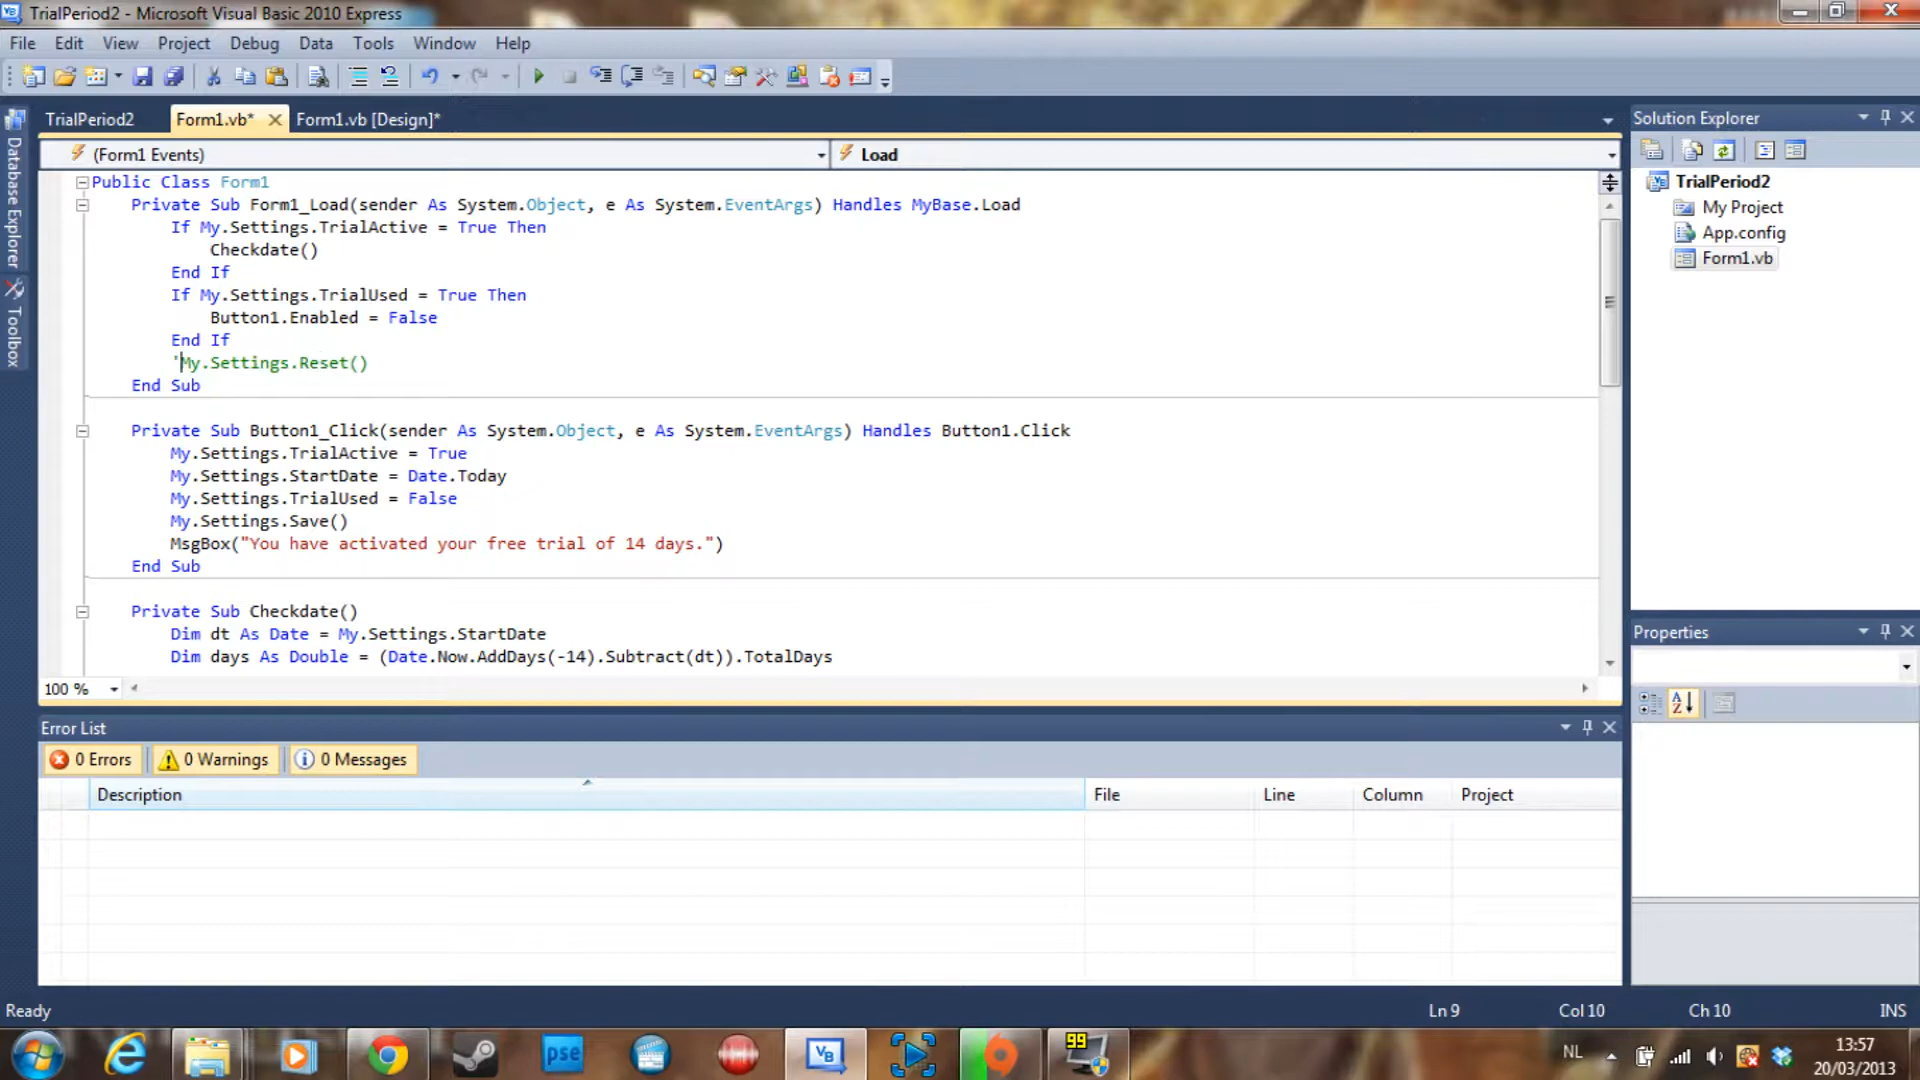 TrialPeriod2 - Microsoft Visual Basic 2010 Express
File Edit View Project Debug Data Tools Window Help
TrialPeriod2 Form1.vb* Form1.vb [Design]*
(Form1 Events) Load
Public Class Form1
Private Sub Form1_Load(sender As System.Object, e As System.EventArgs) Handles MyBase.Load
If My.Settings.TrialActive = True Then
Checkdate()
End If
If My.Settings.TrialUsed = True Then
Button1.Enabled = False
End If
'My.Settings.Reset()
End Sub
Private Sub Button1_Click(sender As System.Object, e As System.EventArgs) Handles Button1.Click
My.Settings.TrialActive = True
My.Settings.StartDate = Date.Today
My.Settings.TrialUsed = False
My.Settings.Save()
MsgBox("You have activated your free trial of 14 days.")
End Sub
Private Sub Checkdate()
Dim dt As Date = My.Settings.StartDate
Dim days As Double = (Date.Now.AddDays(-14).Subtract(dt)).TotalDays
100 %
Database Explorer
Toolbox
Solution Explorer
TrialPeriod2
My Project
App.config
Form1.vb
Properties
Error List
0 Errors 0 Warnings 0 Messages
Description File Line Column Project
Ready Ln 9 Col 10 Ch 10 INS
pse VB 99 NL
13:57
20/03/2013